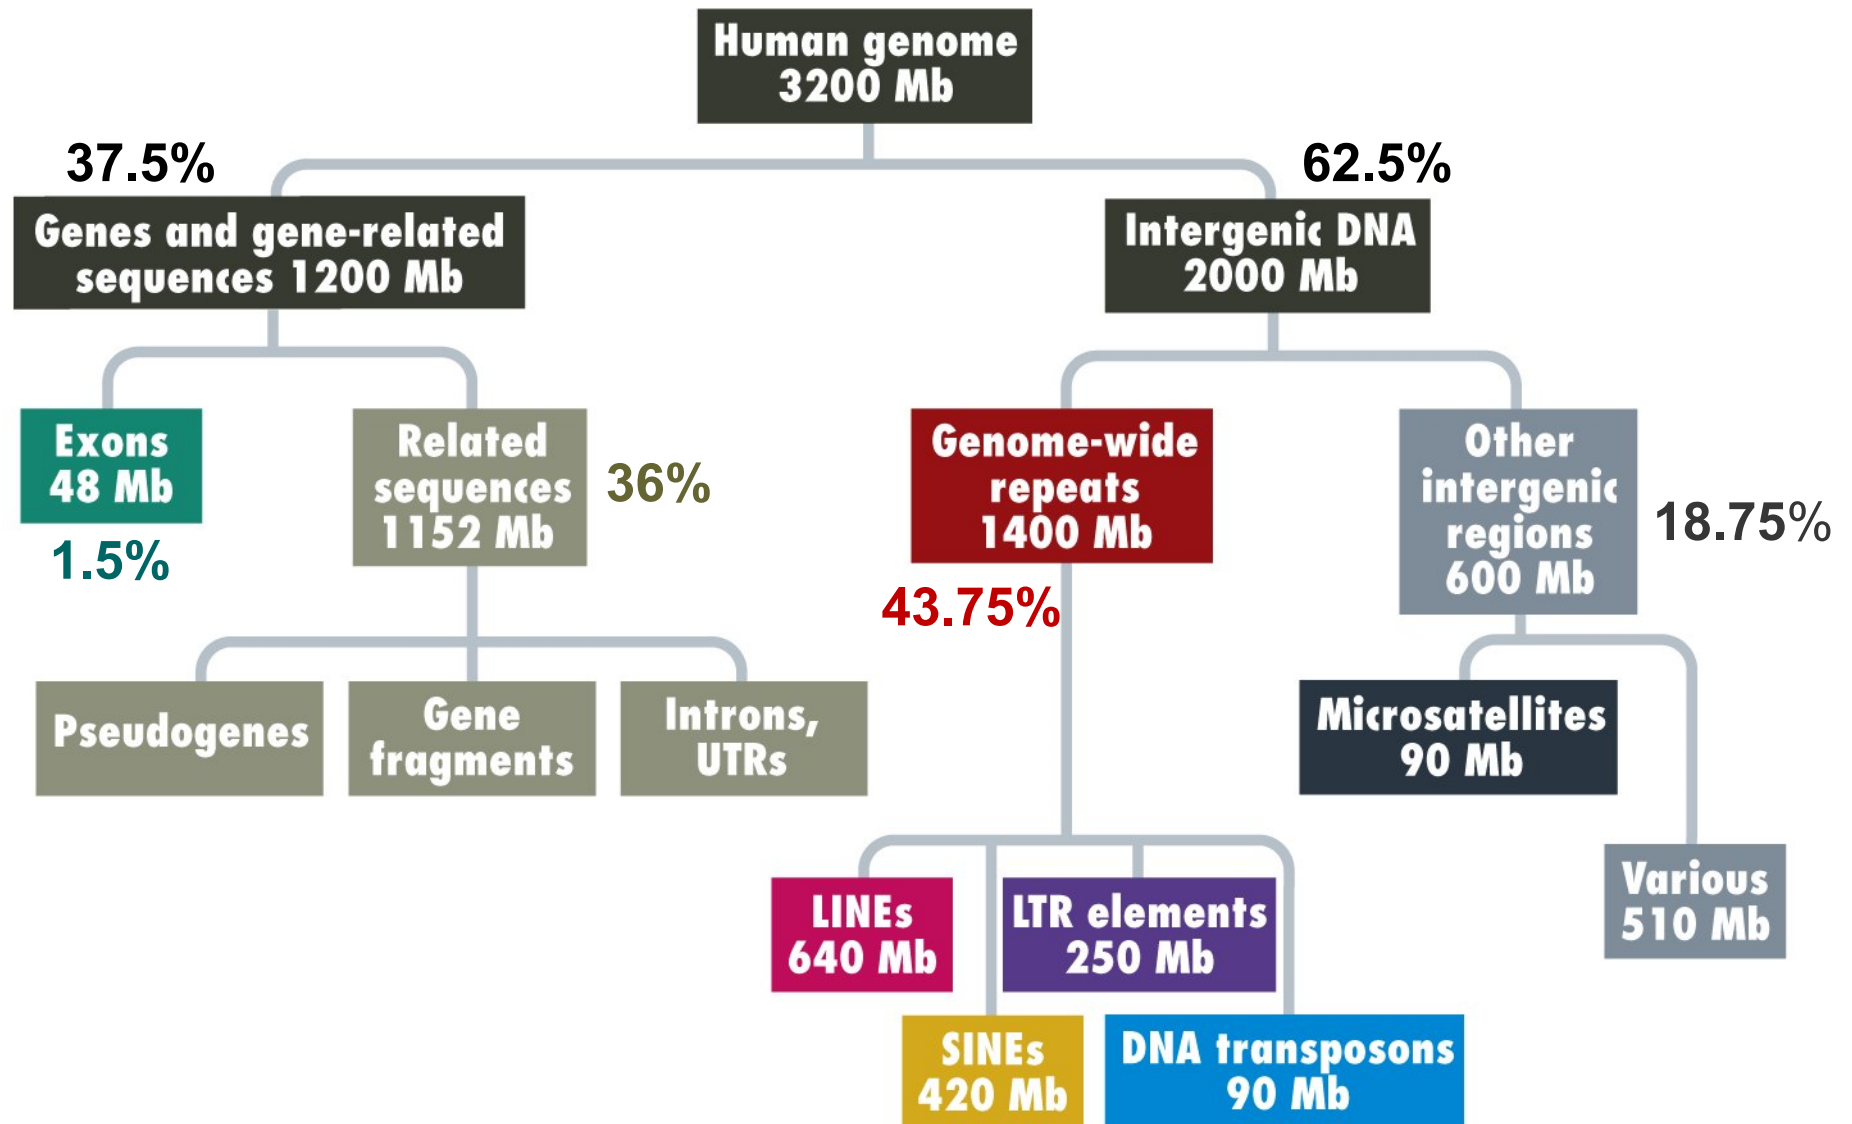 Human genome
3200 Mb
37.5%
62.5%
Genes and gene-related
sequences 1200 Mb
Intergenic DNA
2000 Mb
Exons
48 Mb
1.5%
Related
sequences
1152 Mb
36%
Genome-wide
repeats
1400 Mb
43.75%
Other
intergenic
regions
600 Mb
18.75%
Pseudogenes
Gene
fragments
Introns,
UTRs
Microsatellites
90 Mb
LINEs
640 Mb
LTR elements
250 Mb
Various
510 Mb
SINEs
420 Mb
DNA transposons
90 Mb